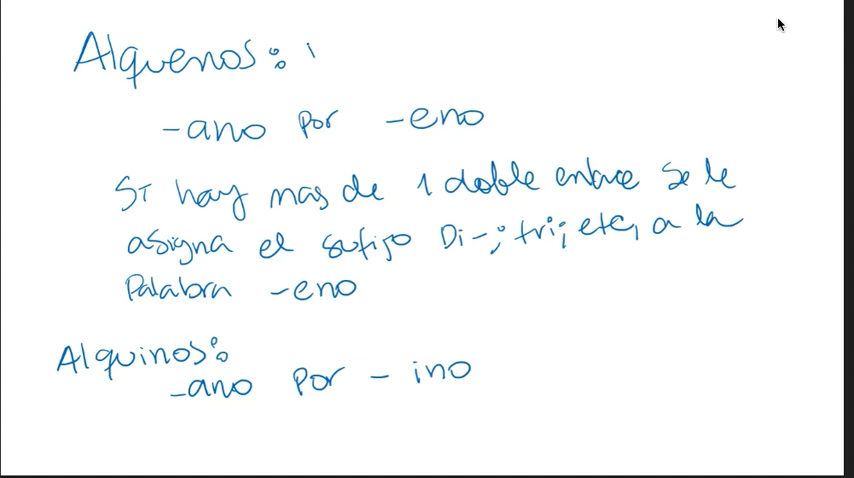 Alquenos:
-ano por -eno
Si hay mas de 1 doble enlace se le
asigna el sufijo Di-; tri; etc, a la
Palabra -eno
Alquinos:
-ano por - ino